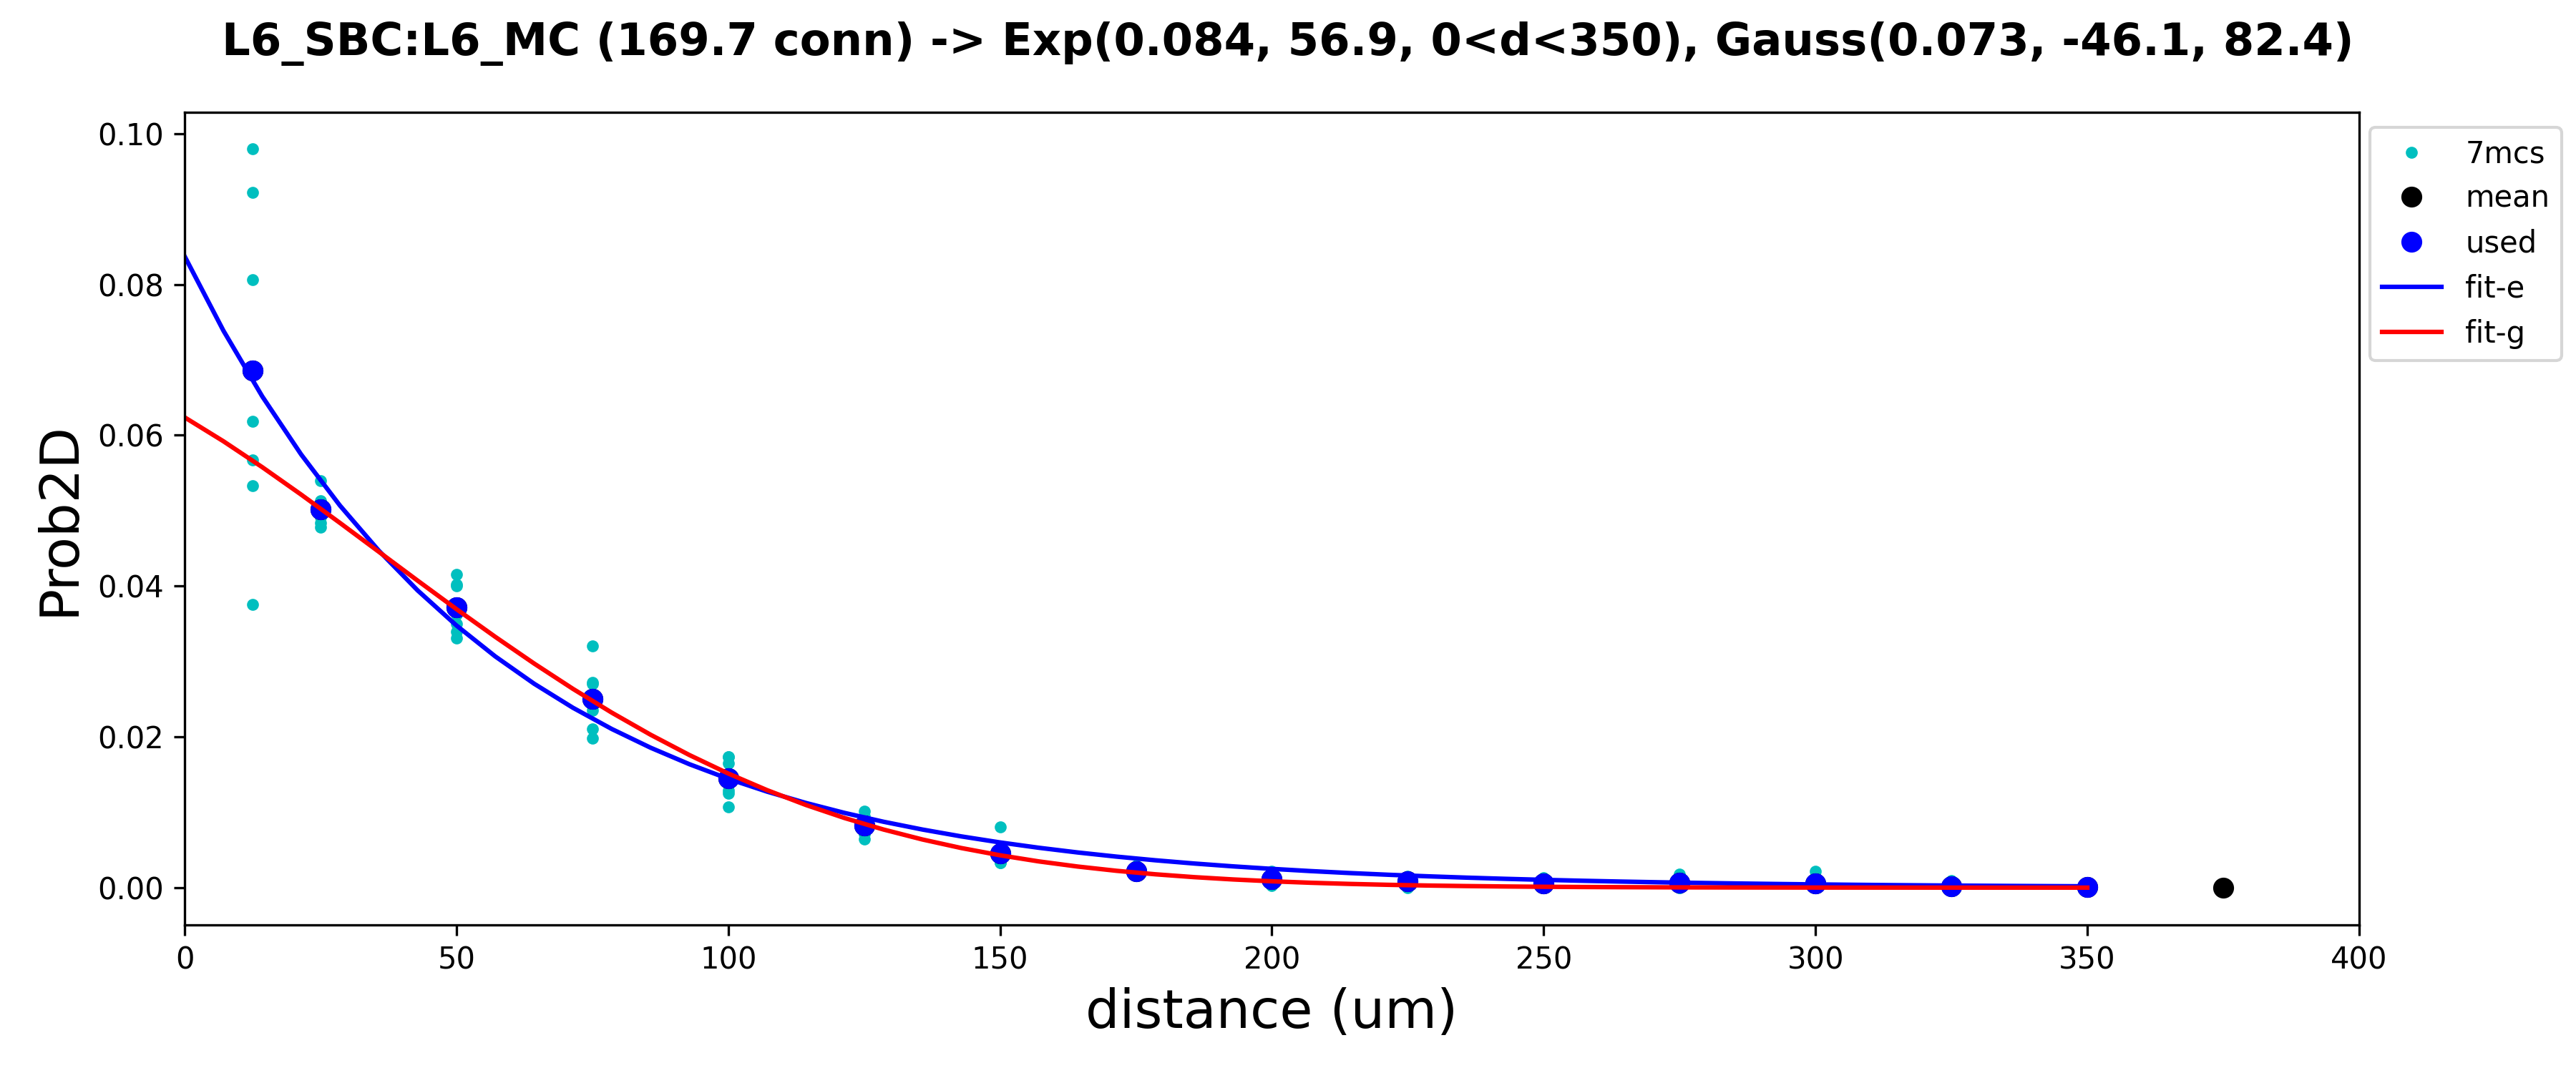 L6_SBC:L6_MC (169.7 conn) -> Exp(0.084, 56.9, 0<d<350), Gauss(0.073, -46.1, 82.4)
0.10
0.08
0.06
0.04
0.02
0.00
Prob2D
0 50 100 150 200 250 300 350 400
distance (um)
7mcs
mean
used
fit-e
fit-g